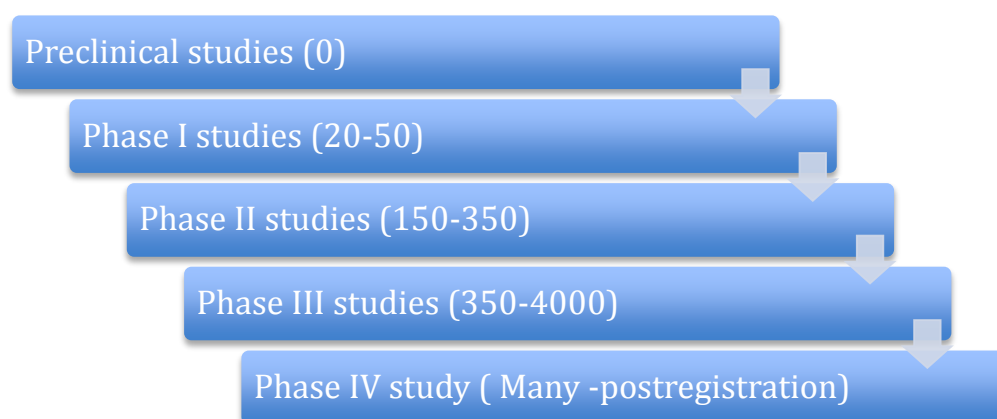 Preclinical studies (0)
Phase I studies (20-50)
Phase II studies (150-350)
Phase III studies (350-4000)
Phase IV study ( Many -postregistration)